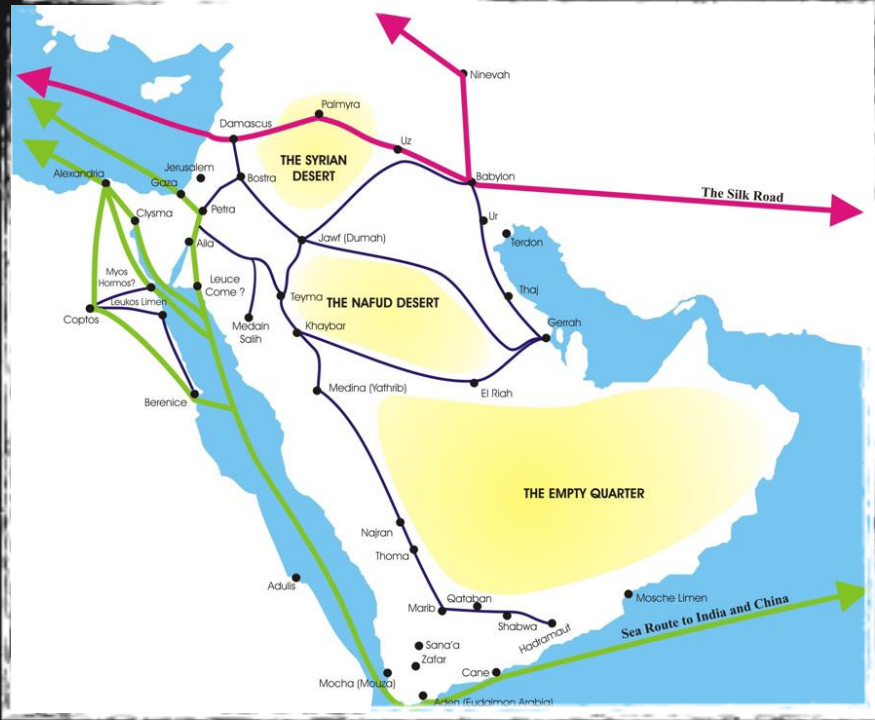 Ninevah
Palmyra
Damascus
Uz
THE SYRIAN
DESERT
Jerusalem
Bostra
Babylon
Alexandria
Gaza
The Silk Road
Clysma
Petra
Ur
Aila
Jawf (Dumah)
Terdon
Myos
Hormos?
Leuce
Come ?
Teyma
THE NAFUD DESERT
Thaj
Leukos Limen
Coptos
Medain
Salih
Khaybar
Gerrah
Medina (Yathrib)
El Riah
Berenice
THE EMPTY QUARTER
Najran
Thoma
Adulis
Marib
Qataban
Shabwa
Hadramaut
Mosche Limen
Sea Route to India and China
Sana'a
Zafar
Cane
Mocha (Mouza)
Aden (Eudaimon Arabia)